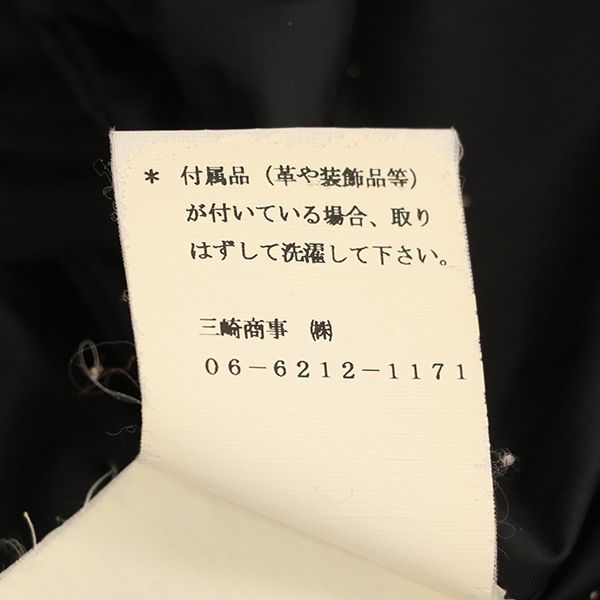 * 付属品（革や装飾品等）
が付いている場合、取り
はずして洗濯して下さい。
三崎商事 ㈱
06-6212-1171